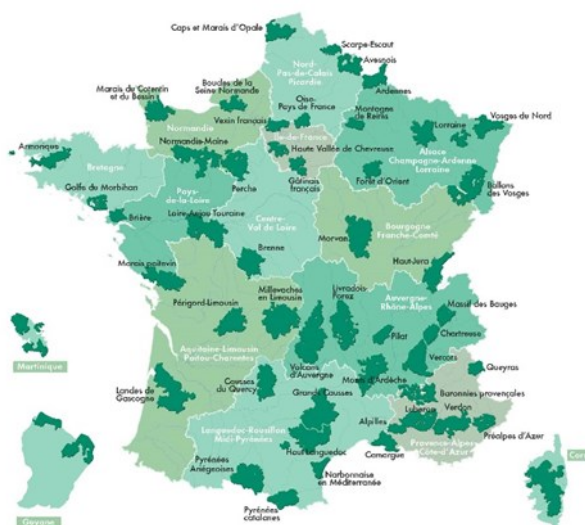 Caps et Marais d'Opale
Scarpe-Escaut
Avesnois
Nord-
Pas-de-Calais
Picardie
Ardennes
Boucles de la
Seine Normande
Marais du Cotentin
et du Bessin
Oise-
Pays de France
Vexin français
Montagne
de Reims
Vosges du Nord
Lorraine
Normandie
Île-de-France
Normandie-Maine
Haute Vallée de Chevreuse
Alsace
Champagne-Ardenne
Lorraine
Armorique
Bretagne
Perche
Gâtinais
français
Forêt d'Orient
Ballons
des Vosges
Golfe du Morbihan
Pays-
de-la-Loire
Brière
Loire-Anjou-Touraine
Centre-
Val de Loire
Bourgogne
Franche-Comté
Morvan
Brenne
Haut-Jura
Marais poitevin
Livradois-
Forez
Périgord-Limousin
Millevaches
en Limousin
Auvergne-
Rhône-Alpes
Massif des Bauges
Pilat
Chartreuse
Aquitaine-Limousin
Poitou-Charentes
Vercors
Martinique
Volcans
d'Auvergne
Queyras
Causses
du Quercy
Monts d'Ardèche
Landes de
Gascogne
Grands Causses
Baronnies provençales
Luberon
Verdon
Alpilles
Languedoc-Roussillon
Midi-Pyrénées
Préalpes d'Azur
Haut-Languedoc
Provence-Alpes
Côte-d'Azur
Camargue
Pyrénées
Ariégeoises
Narbonnaise
en Méditerranée
Pyrénées
catalanes
Guyane